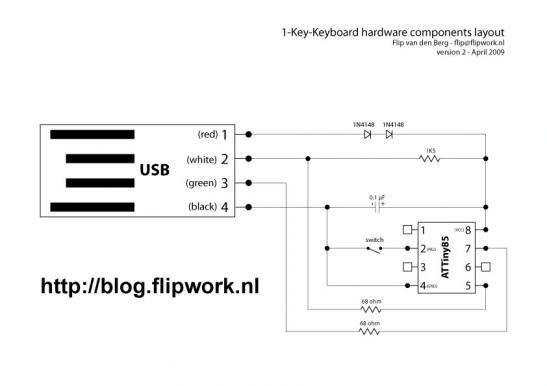 1-Key-Keyboard hardware components layout
Flip van den Berg - flip@flipwork.nl
version 2 - April 2009
1N4148 1N4148
(red) 1
1K5
(white) 2
USB
(green) 3
0.1 µF
- +
(black) 4
1 (VCC) 8
switch
2 (PB3) 7
ATTiny85
3 6
4 (GND) 5
http://blog.flipwork.nl
68 ohm
68 ohm